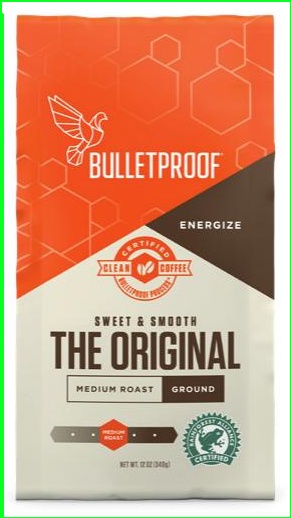 BULLETPROOF
ENERGIZE
CERTIFIED
CLEAN COFFEE
BULLETPROOF PROCESS
SWEET & SMOOTH
THE ORIGINAL
MEDIUM ROAST GROUND
MEDIUM
ROAST
RAINFOREST ALLIANCE
CERTIFIED
NET WT. 12 OZ (340g)